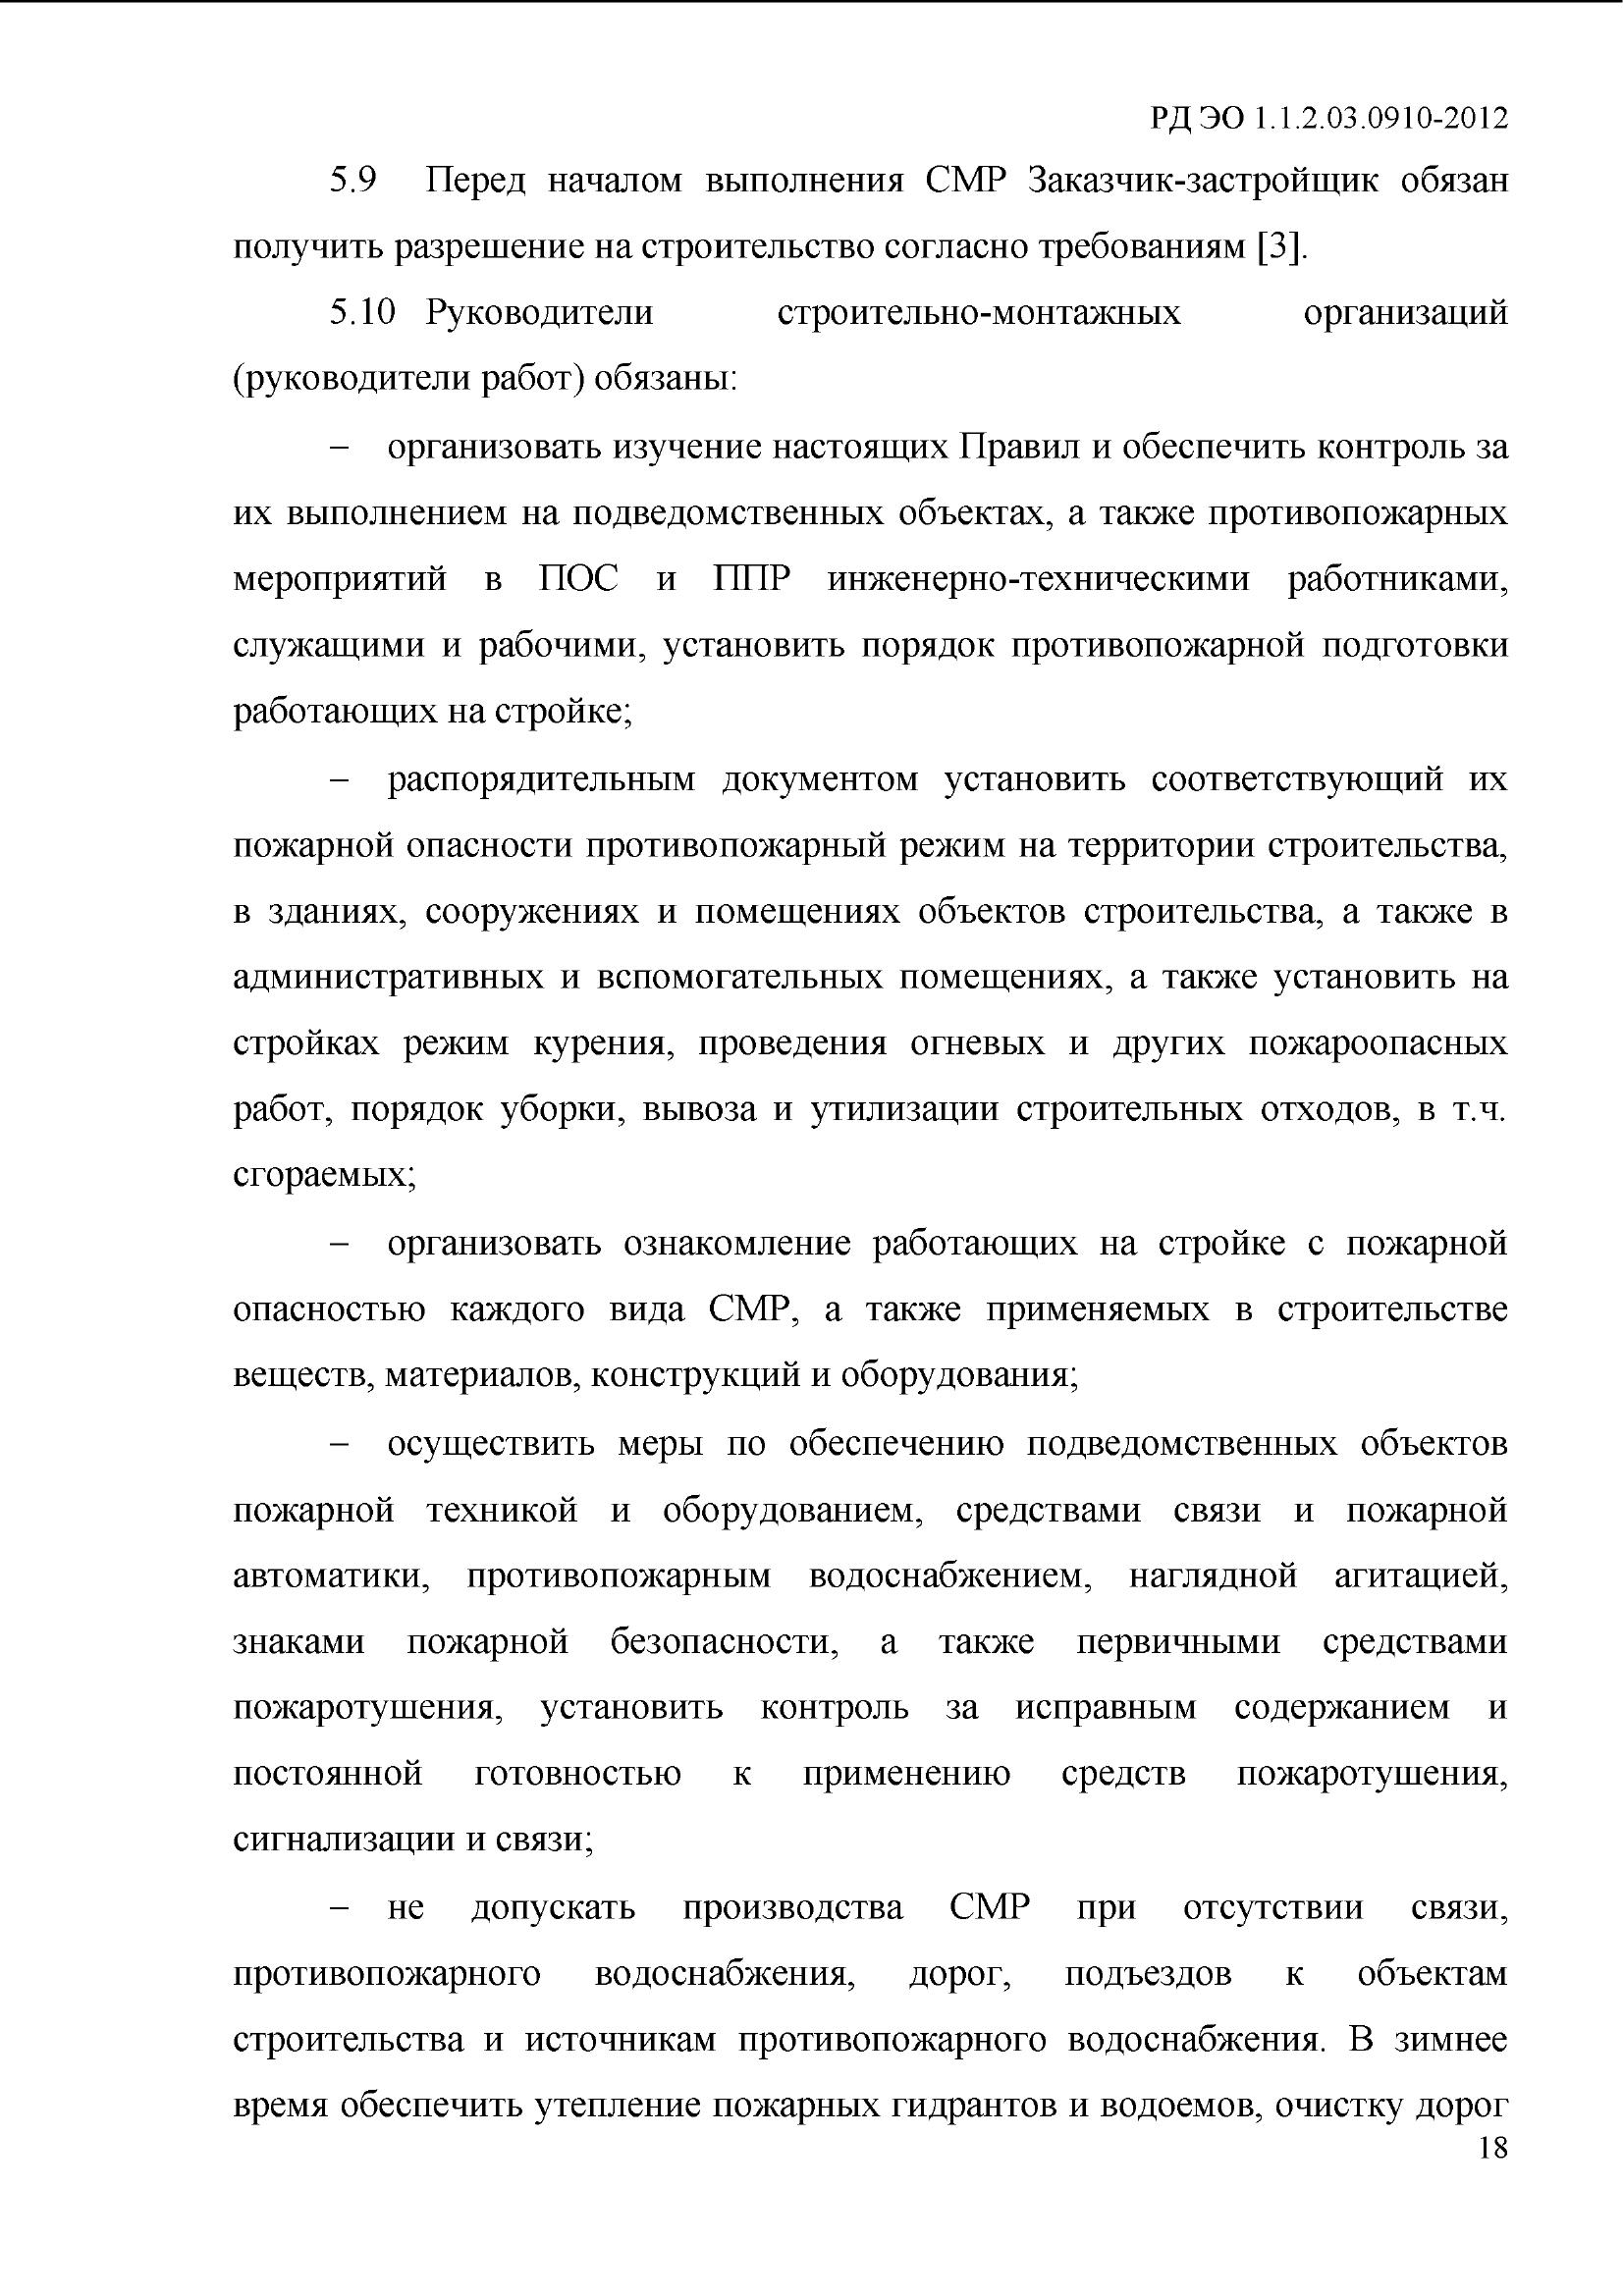 РД ЭО 1.1.2.03.0910-2012
5.9 Перед началом выполнения СМР Заказчик-застройщик обязан
получить разрешение на строительство согласно требованиям [3].
5.10 Руководители строительно-монтажных организаций
(руководители работ) обязаны:
– организовать изучение настоящих Правил и обеспечить контроль за
их выполнением на подведомственных объектах, а также противопожарных
мероприятий в ПОС и ППР инженерно-техническими работниками,
служащими и рабочими, установить порядок противопожарной подготовки
работающих на стройке;
– распорядительным документом установить соответствующий их
пожарной опасности противопожарный режим на территории строительства,
в зданиях, сооружениях и помещениях объектов строительства, а также в
административных и вспомогательных помещениях, а также установить на
стройках режим курения, проведения огневых и других пожароопасных
работ, порядок уборки, вывоза и утилизации строительных отходов, в т.ч.
сгораемых;
– организовать ознакомление работающих на стройке с пожарной
опасностью каждого вида СМР, а также применяемых в строительстве
веществ, материалов, конструкций и оборудования;
– осуществить меры по обеспечению подведомственных объектов
пожарной техникой и оборудованием, средствами связи и пожарной
автоматики, противопожарным водоснабжением, наглядной агитацией,
знаками пожарной безопасности, а также первичными средствами
пожаротушения, установить контроль за исправным содержанием и
постоянной готовностью к применению средств пожаротушения,
сигнализации и связи;
– не допускать производства СМР при отсутствии связи,
противопожарного водоснабжения, дорог, подъездов к объектам
строительства и источникам противопожарного водоснабжения. В зимнее
время обеспечить утепление пожарных гидрантов и водоемов, очистку дорог
18